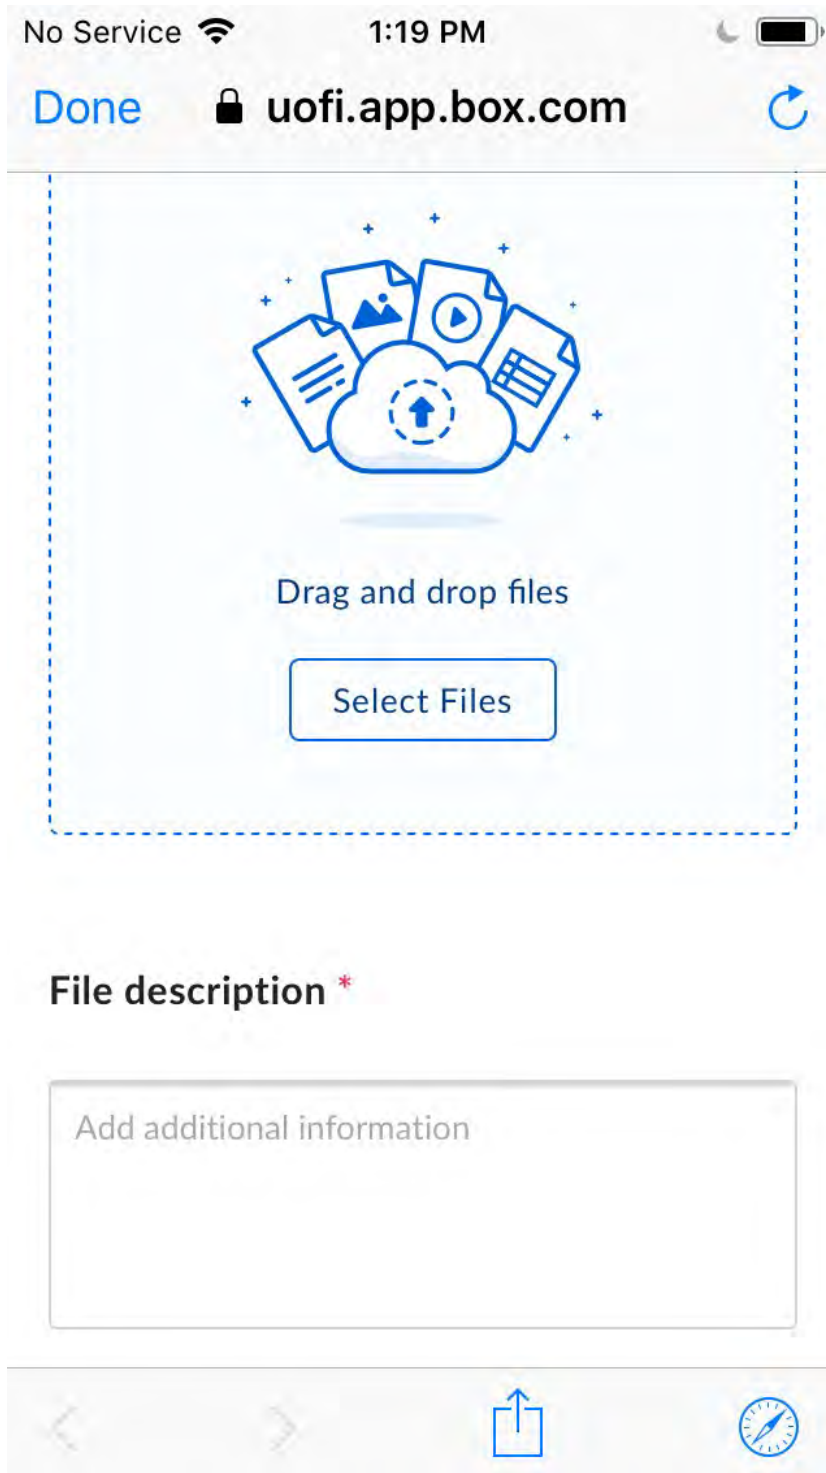 No Service 1:19 PM
Done uofi.app.box.com
Drag and drop files
Select Files
File description *
Add additional information